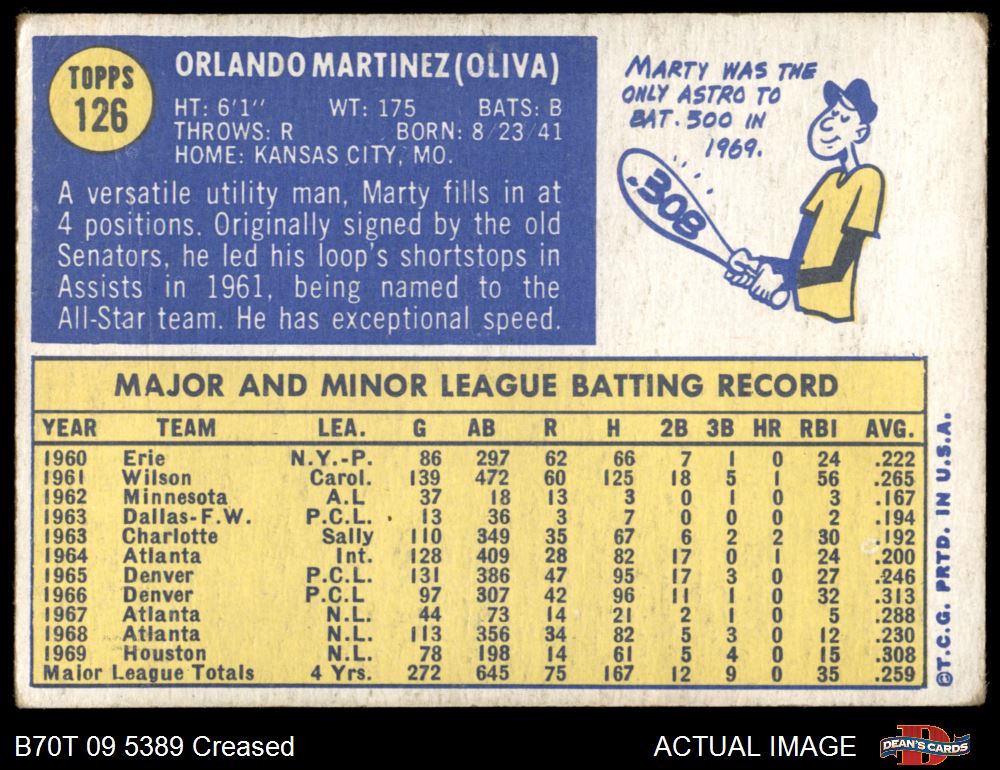 TOPPS
126
ORLANDO MARTINEZ (OLIVA)
HT: 6'1" WT: 175 BATS: B
THROWS: R BORN: 8/23/41
HOME: KANSAS CITY, MO.
A versatile utility man, Marty fills in at
4 positions. Originally signed by the old
Senators, he led his loop's shortstops in
Assists in 1961, being named to the
All-Star team. He has exceptional speed.
MARTY WAS THE
ONLY ASTRO TO
BAT .500 IN
1969.
.308
MAJOR AND MINOR LEAGUE BATTING RECORD
YEAR TEAM LEA. G AB R H 2B 3B HR RBI AVG.
1960 Erie N.Y.-P. 86 297 62 66 7 1 0 24 .222
1961 Wilson Carol. 139 472 60 125 18 5 1 56 .265
1962 Minnesota A.L 37 18 13 3 0 1 0 3 .167
1963 Dallas-F.W. P.C.L. 13 36 3 7 0 0 0 2 .194
1963 Charlotte Sally 110 349 35 67 6 2 2 30 .192
1964 Atlanta Int. 128 409 28 82 17 0 1 24 .200
1965 Denver P.C.L. 131 386 47 95 17 3 0 27 .246
1966 Denver P.C.L 97 307 42 96 11 1 0 32 .313
1967 Atlanta N.L. 44 73 14 21 2 1 0 5 .288
1968 Atlanta N.L. 113 356 34 82 5 3 0 12 .230
1969 Houston N.L. 78 198 14 61 5 4 0 15 .308
Major League Totals 4 Yrs. 272 645 75 167 12 9 0 35 .259
©T.C.G. PRTD. IN U.S.A.
B70T 09 5389 Creased
ACTUAL IMAGE
DEAN'S CARDS